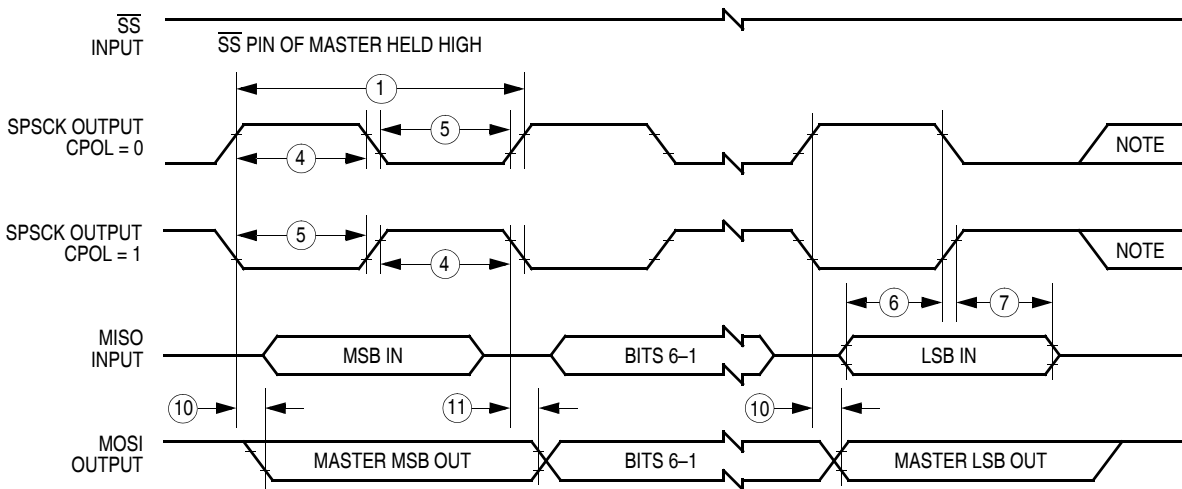 SS
INPUT
SS PIN OF MASTER HELD HIGH
1
SPSCK OUTPUT
CPOL = 0
5
4
NOTE
SPSCK OUTPUT
CPOL = 1
5
4
NOTE
6
7
MISO
INPUT
MSB IN
BITS 6–1
LSB IN
10
11
10
MOSI
OUTPUT
MASTER MSB OUT
BITS 6–1
MASTER LSB OUT